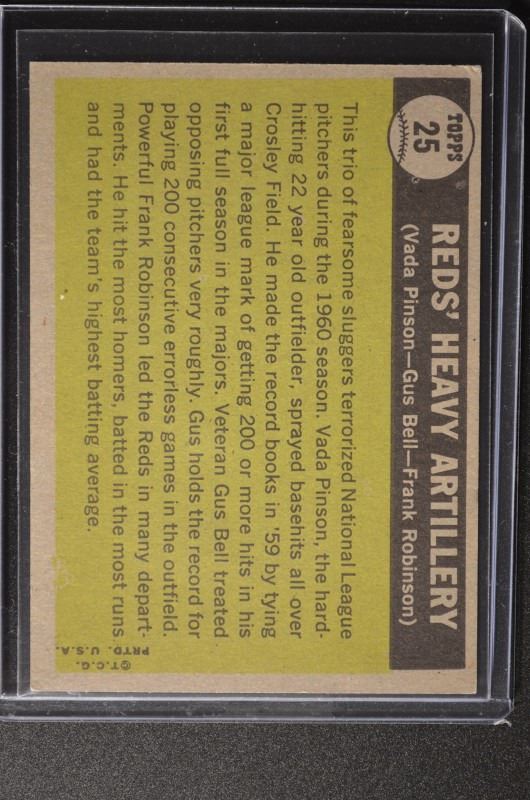 TOPPS
25
REDS' HEAVY ARTILLERY
(Vada Pinson—Gus Bell—Frank Robinson)
This trio of fearsome sluggers terrorized National League
pitchers during the 1960 season. Vada Pinson, the hard-
hitting 22 year old outfielder, sprayed basehits all over
Crosley Field. He made the record books in '59 by tying
a major league mark of getting 200 or more hits in his
first full season in the majors. Veteran Gus Bell treated
opposing pitchers very roughly. Gus holds the record for
playing 200 consecutive errorless games in the outfield.
Powerful Frank Robinson led the Reds in many depart-
ments. He hit the most homers, batted in the most runs
and had the team's highest batting average.
©T.C.G.
PRTD. U.S.A.